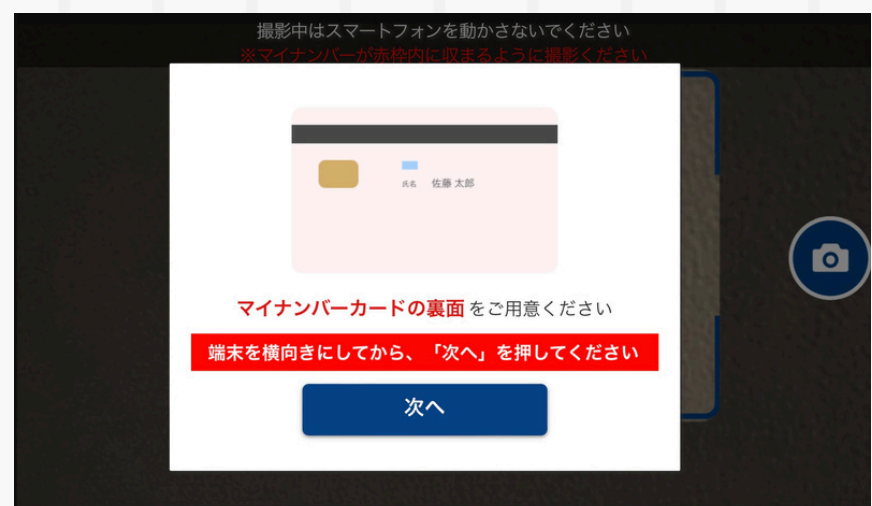 撮影中はスマートフォンを動かさないでください
※マイナンバーが赤枠内に収まるように撮影ください
氏名 佐藤 太郎
マイナンバーカードの裏面 をご用意ください
端末を横向きにしてから、「次へ」を押してください
次へ